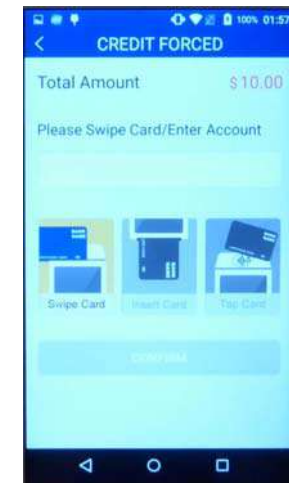 100% 01:57
CREDIT FORCED
Total Amount $10.00
Please Swipe Card/Enter Account
Swipe Card Insert Card Tap Card
CONFIRM